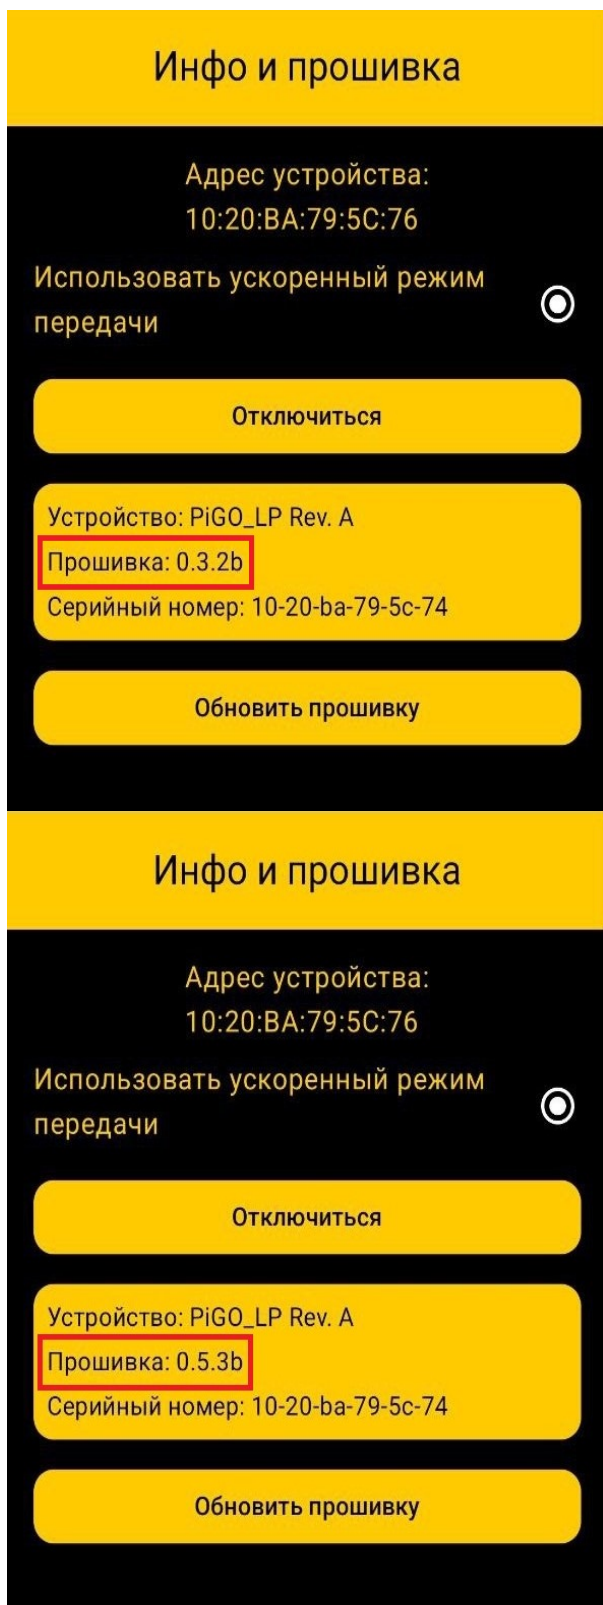 Инфо и прошивка
Адрес устройства:
10:20:BA:79:5C:76
Использовать ускоренный режим
передачи
Отключиться
Устройство: PiGO_LP Rev. A
Прошивка: 0.3.2b
Серийный номер: 10-20-ba-79-5c-74
Обновить прошивку
Инфо и прошивка
Адрес устройства:
10:20:BA:79:5C:76
Использовать ускоренный режим
передачи
Отключиться
Устройство: PiGO_LP Rev. A
Прошивка: 0.5.3b
Серийный номер: 10-20-ba-79-5c-74
Обновить прошивку